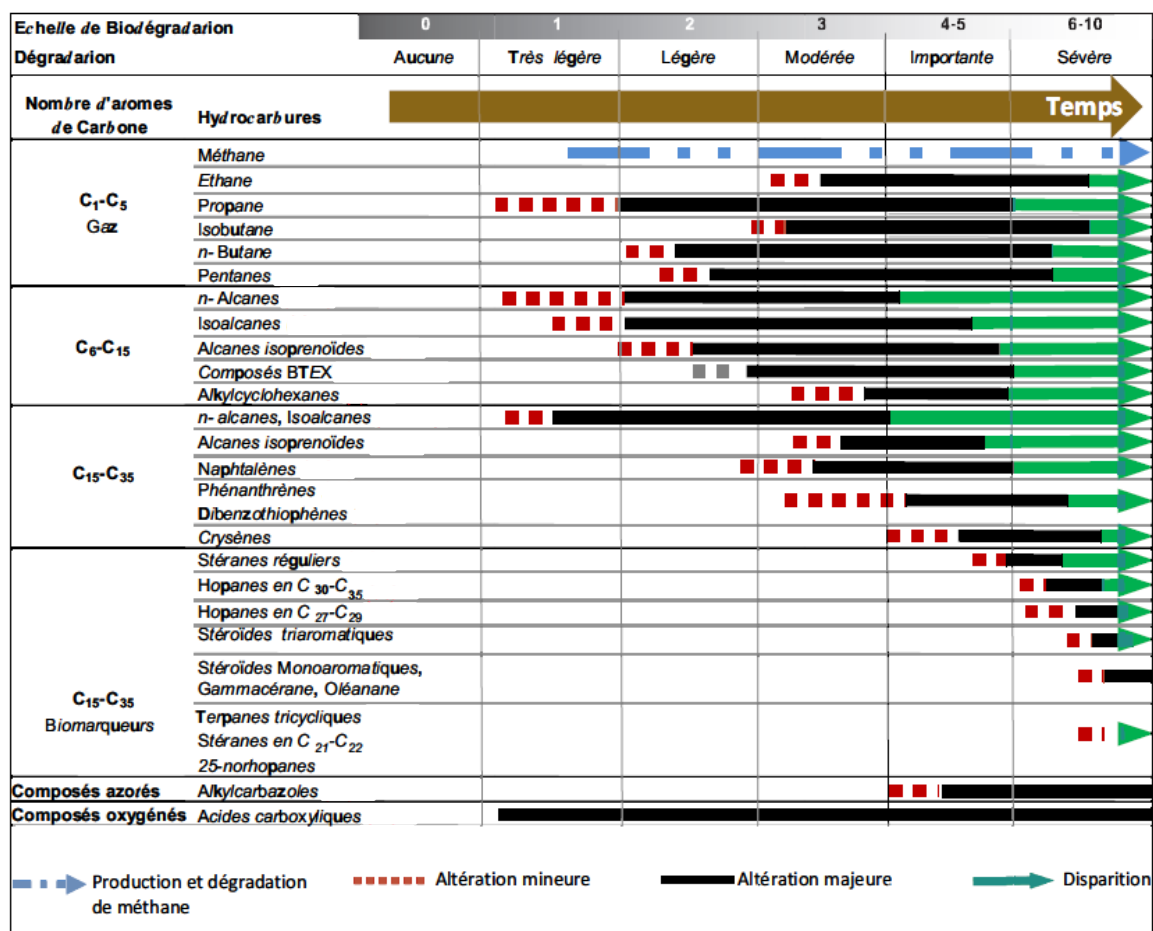 Echelle de Biodégradarion 0 1 2 3 4-5 6-10
Dégradarion Aucune Très légère Légère Modérée Importante Sévère
Nombre d'aromes de Carbone Hydrocarbures Temps
Méthane
Ethane
C1-C5 Gaz
Propane
Isobutane
n- Butane
Pentanes
n- Alcanes
Isoalcanes
C6-C15
Alcanes isoprenoïdes
Composés BTEX
Alkylcyclohexanes
n- alcanes, Isoalcanes
Alcanes isoprenoïdes
C15-C35
Naphtalènes
Phénanthrènes
Dibenzothiophènes
Crysènes
Stéranes réguliers
Hopanes en C 30-C35
Hopanes en C 27-C29
Stéroïdes triaromatiques
Stéroïdes Monoaromatiques,
Gammacérane, Oléanane
C15-C35
Biomarqueurs
Terpanes tricycliques
Stéranes en C 21-C22
25-norhopanes
Composés azorés Alkylcarbazoles
Composés oxygénés Acides carboxyliques
Production et dégradation de méthane
Altération mineure
Altération majeure
Disparition